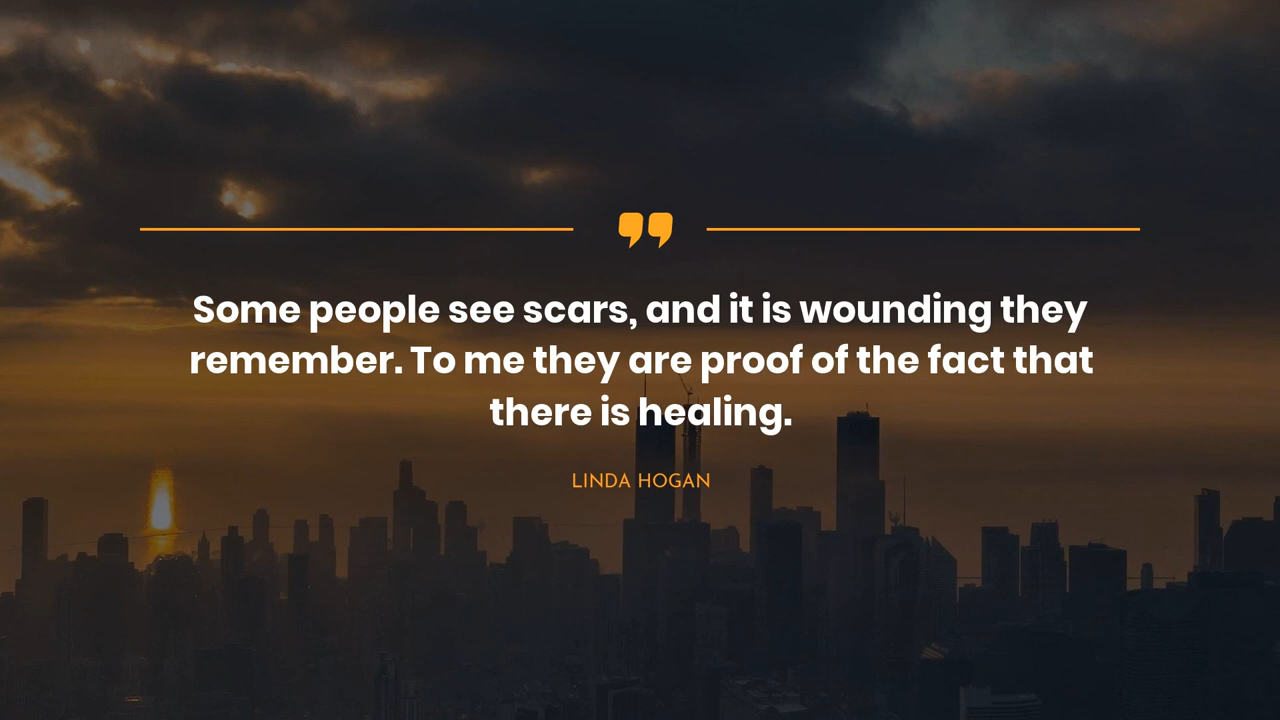 Some people see scars, and it is wounding they
remember. To me they are proof of the fact that
there is healing.
LINDA HOGAN